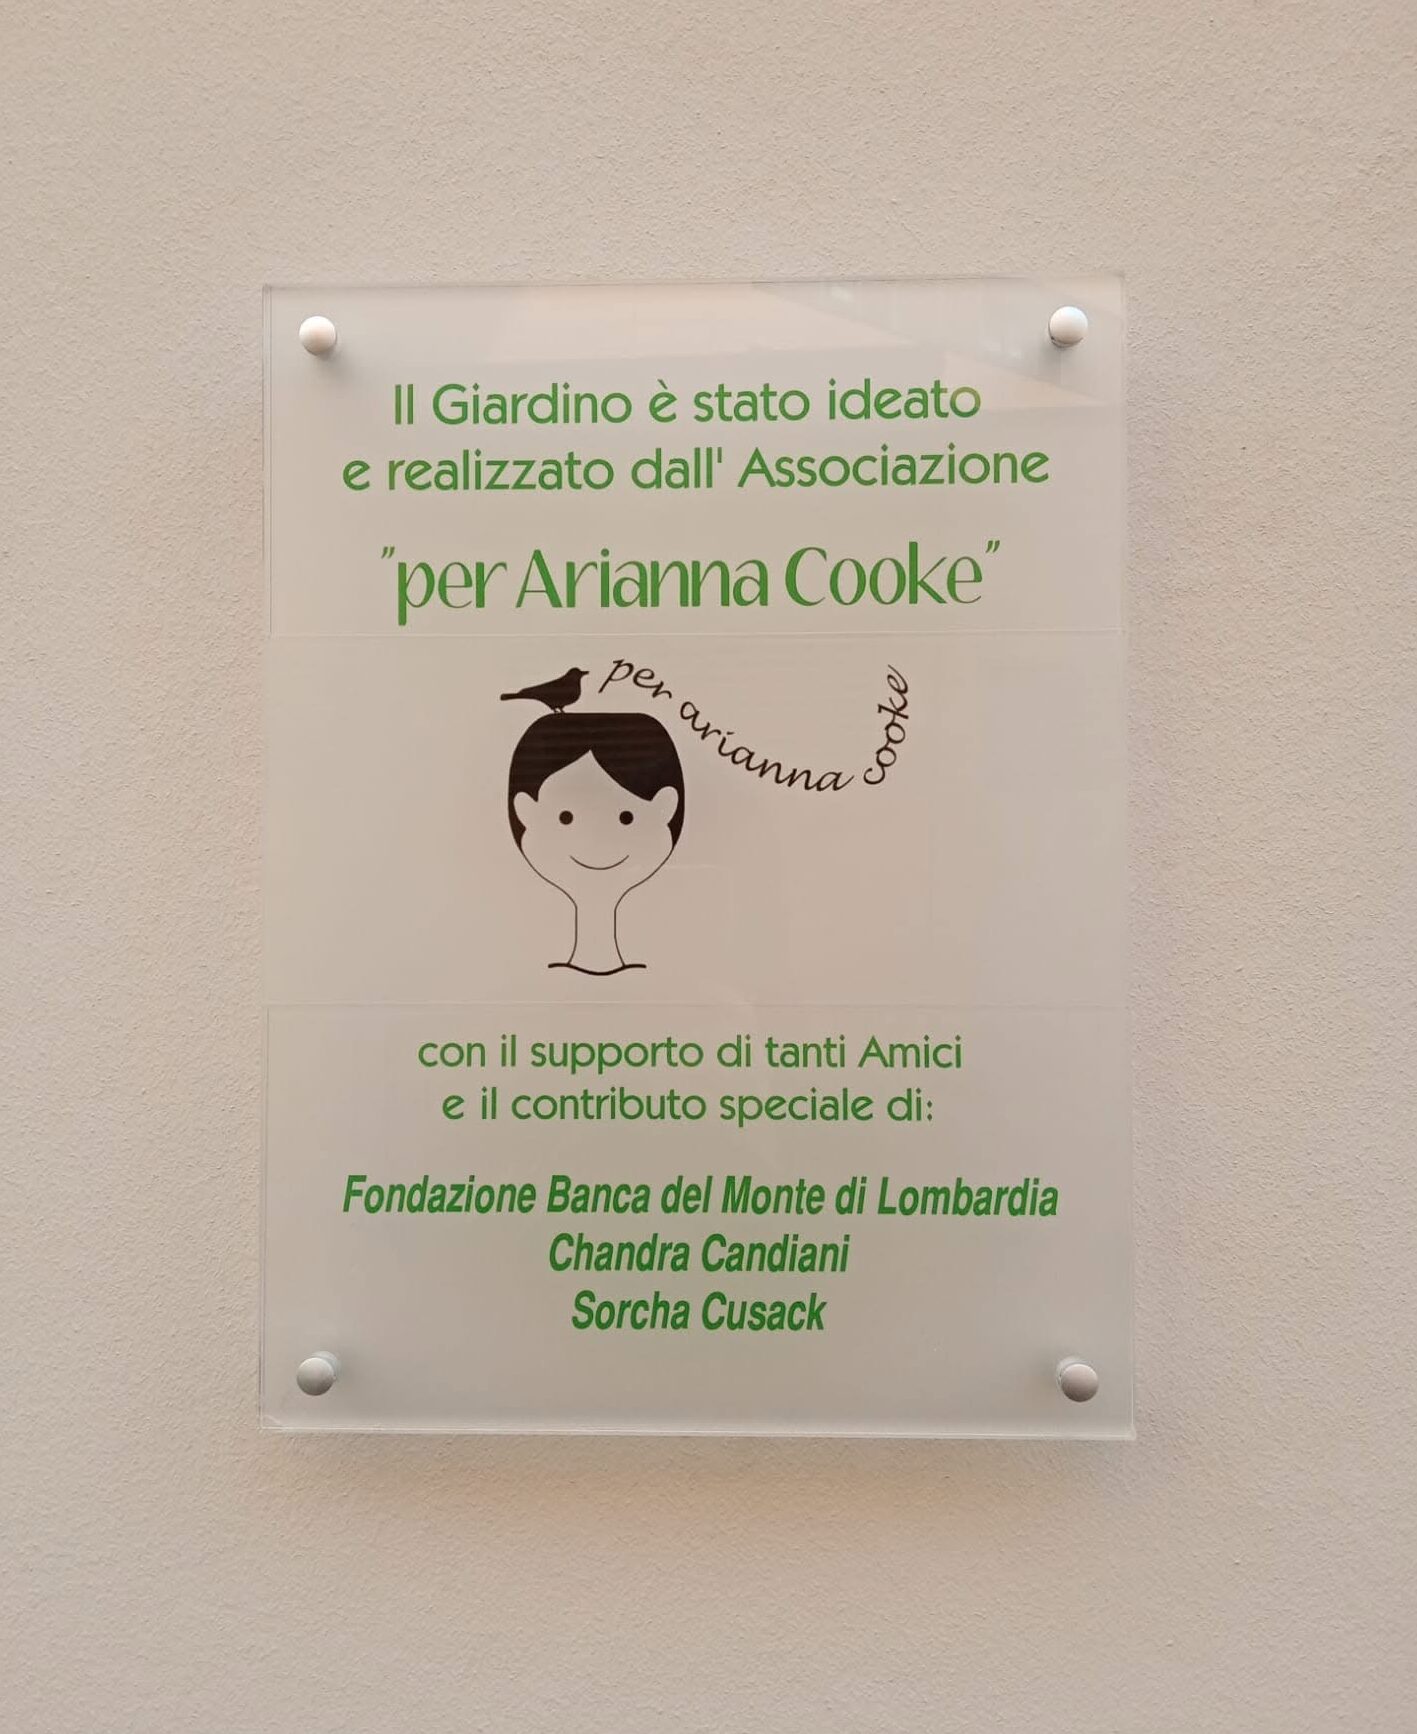 Il Giardino è stato ideato
e realizzato dall' Associazione
"per Arianna Cooke"
per arianna cooke
con il supporto di tanti Amici
e il contributo speciale di:
Fondazione Banca del Monte di Lombardia
Chandra Candiani
Sorcha Cusack